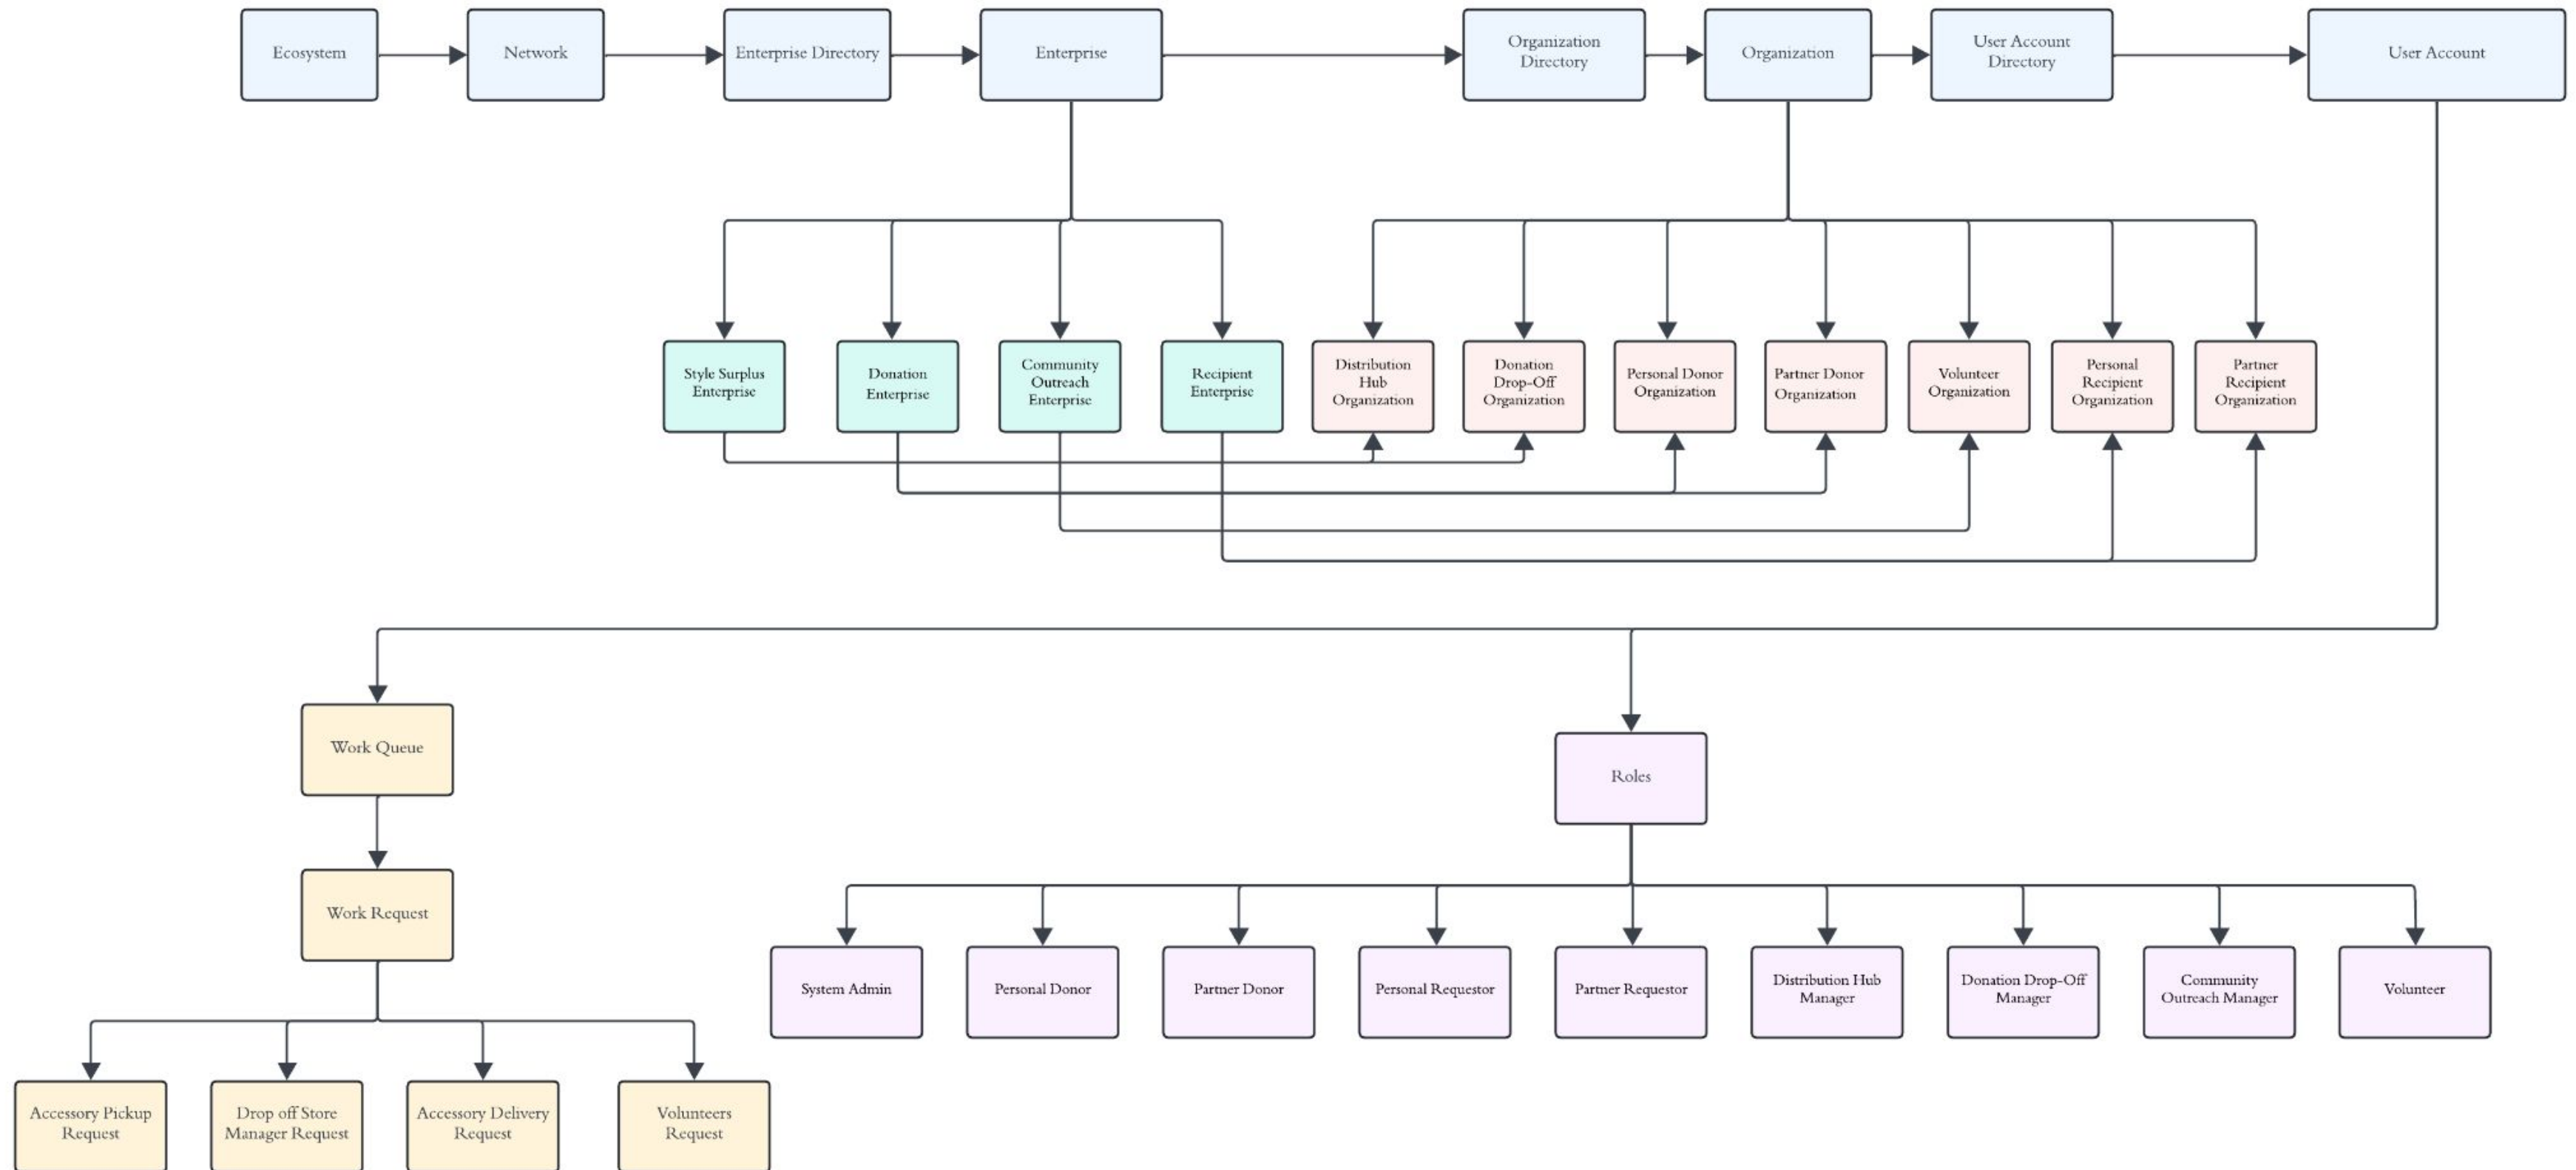 Ecosystem
Network
Enterprise Directory
Enterprise
Organization
Directory
Organization
User Account
Directory
User Account
Style Surplus
Enterprise
Donation
Enterprise
Community
Outreach
Enterprise
Recipient
Enterprise
Distribution
Hub
Organization
Donation
Drop-Off
Organization
Personal Donor
Organization
Partner Donor
Organization
Volunteer
Organization
Personal
Recipient
Organization
Partner
Recipient
Organization
Work Queue
Roles
Work Request
System Admin
Personal Donor
Partner Donor
Personal Requestor
Partner Requestor
Distribution Hub
Manager
Donation Drop-Off
Manager
Community
Outreach Manager
Volunteer
Accessory Pickup
Request
Drop off Store
Manager Request
Accessory Delivery
Request
Volunteers
Request